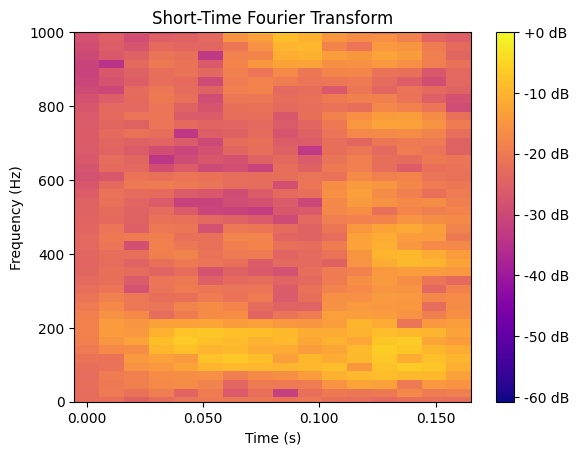 Short-Time Fourier Transform
Frequency (Hz)
1000
800
600
400
200
0
0.000
0.050
0.100
0.150
Time (s)
+0 dB
-10 dB
-20 dB
-30 dB
-40 dB
-50 dB
-60 dB